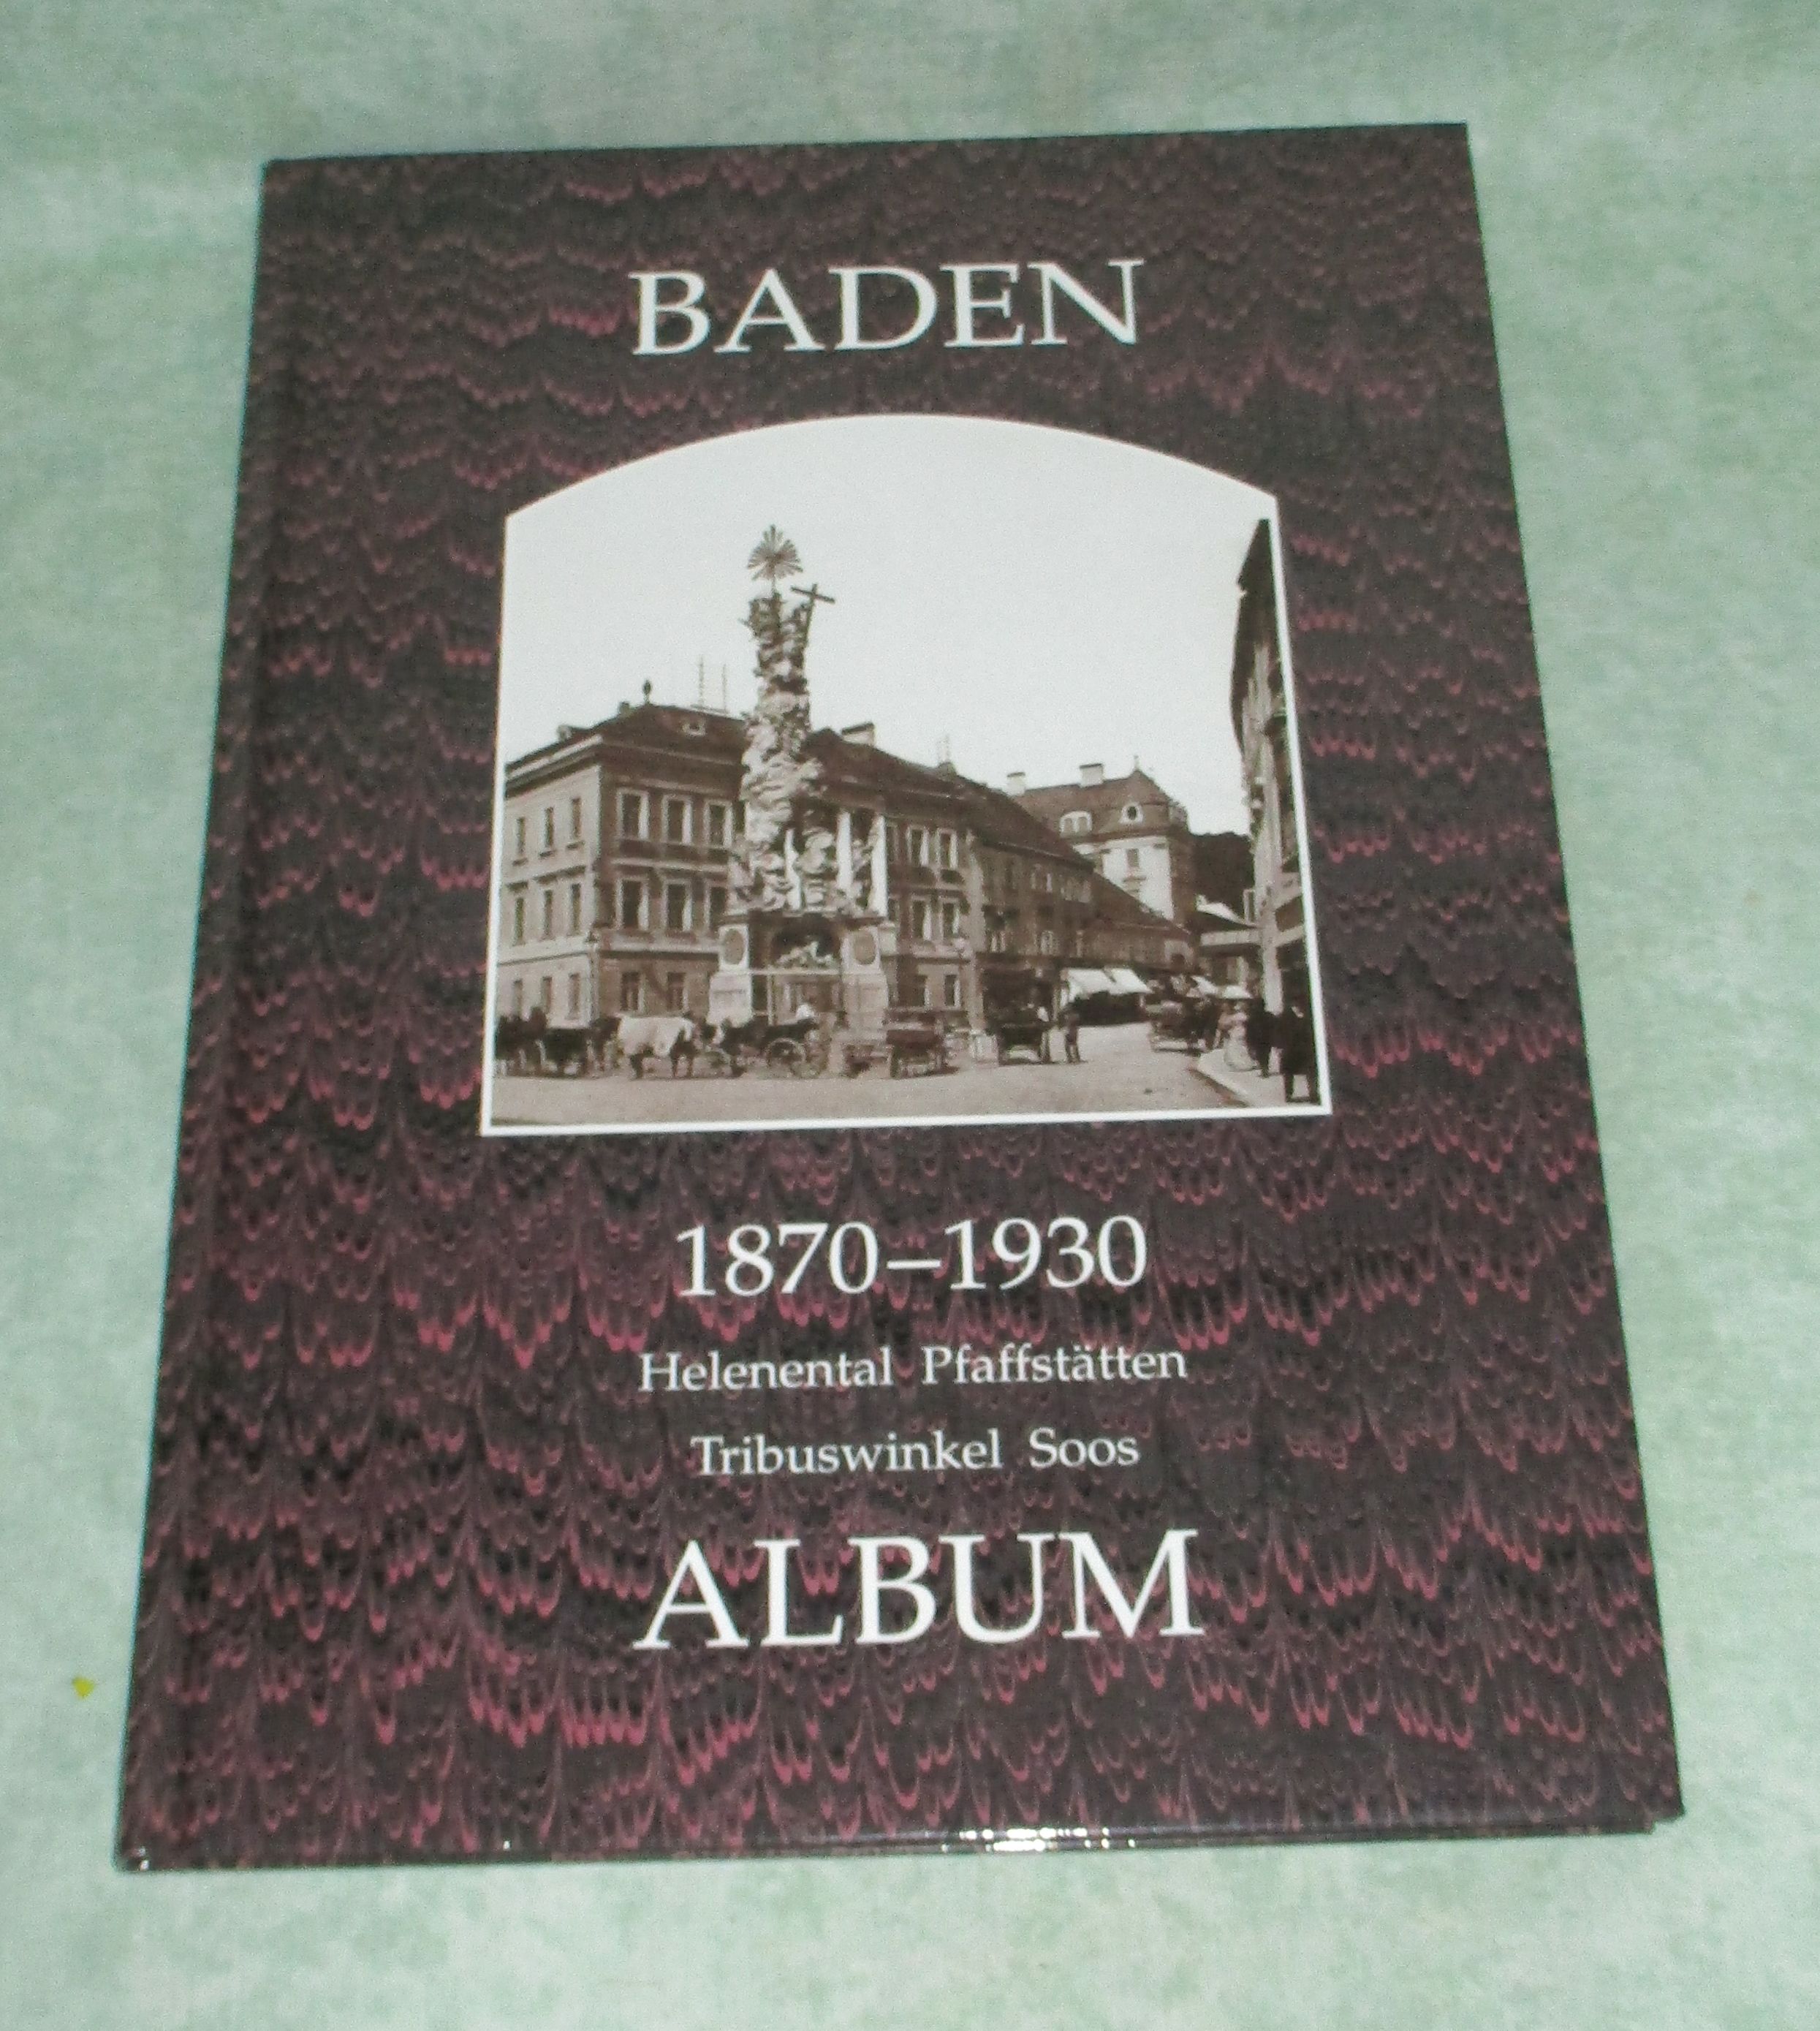 BADEN
1870–1930
Helenental Pfaffstätten
Tribuswinkel Soos
ALBUM